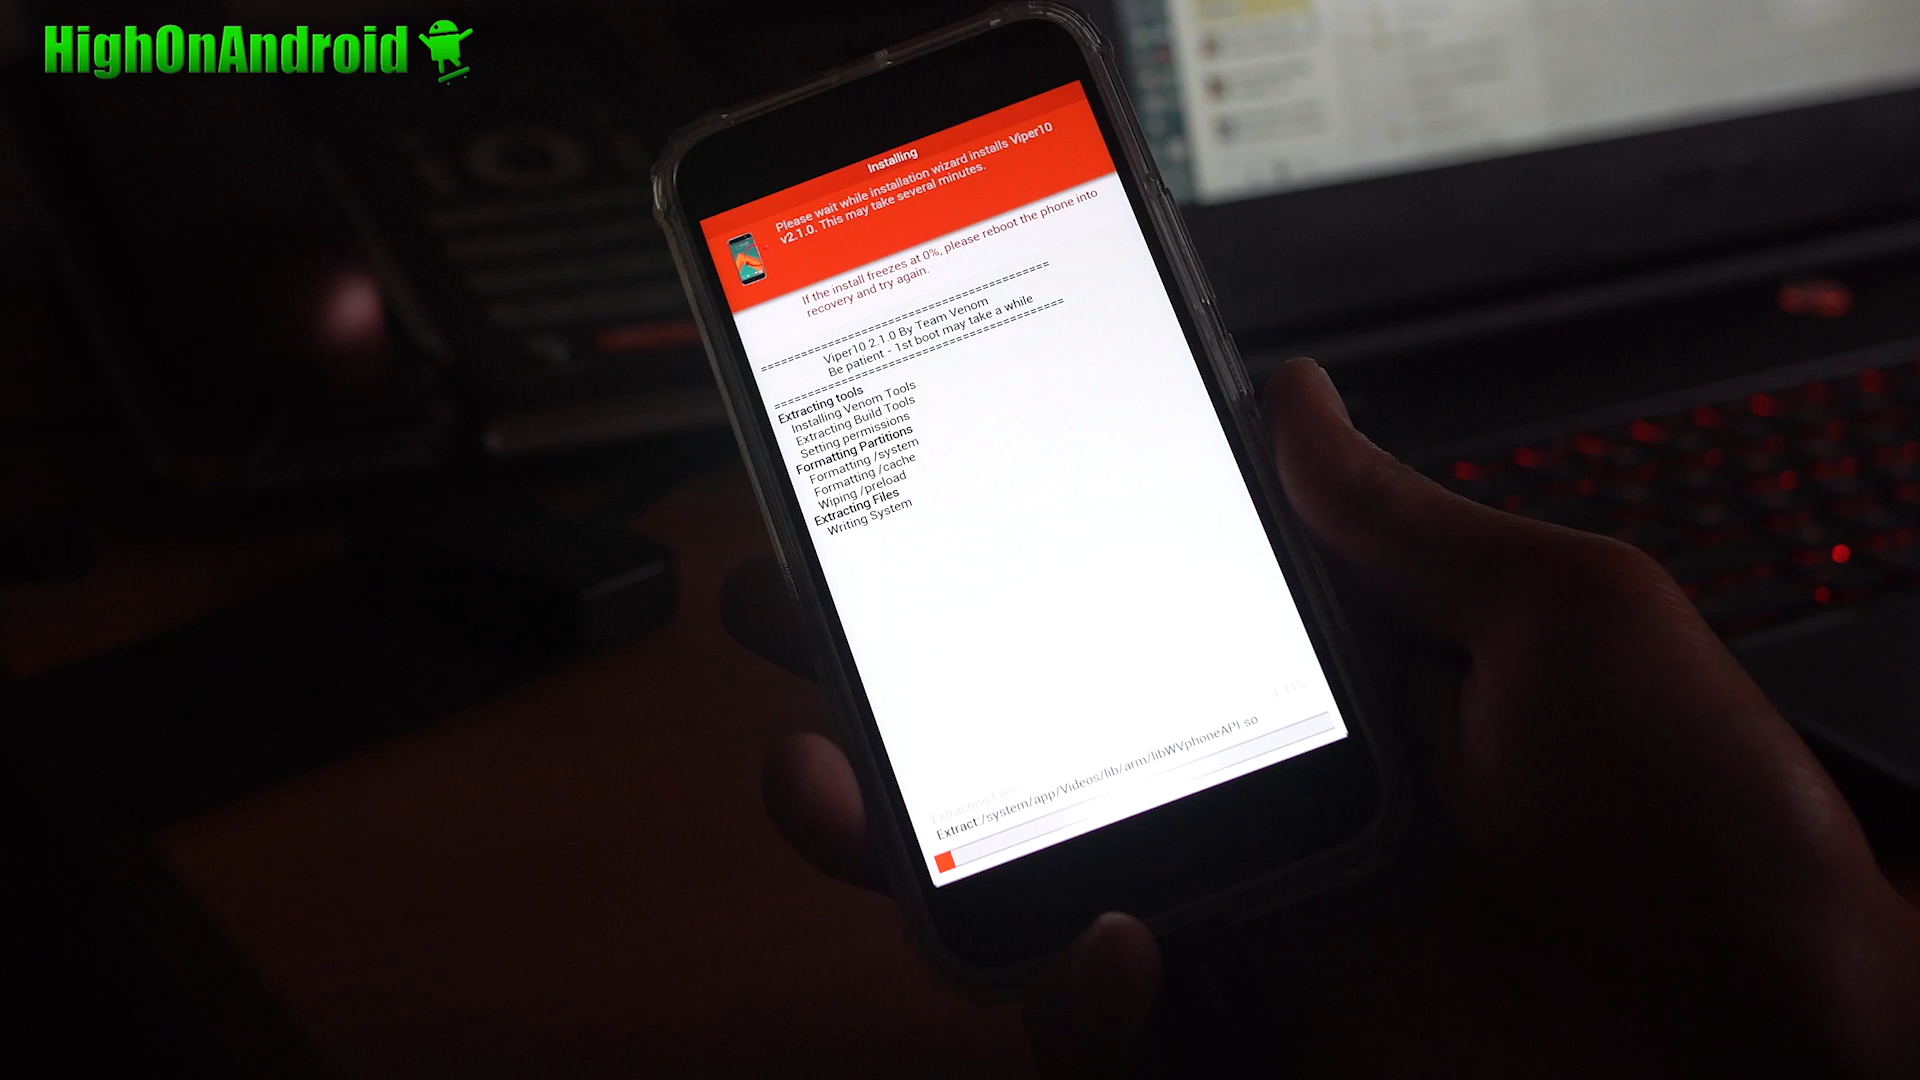 HighOnAndroid
Installing
Please wait while installation wizard installs Viper10
v2.1.0. This may take several minutes.
If the install freezes at 0%, please reboot the phone into
recovery and try again.
==================================================
Viper10 2.1.0 By Team Venom
Be patient - 1st boot may take a while
==================================================
Extracting tools
Installing Venom Tools
Extracting Build Tools
Setting permissions
Formatting Partitions
Formatting /system
Formatting /cache
Wiping /preload
Extracting Files
Writing System
Extracting Files
Extract:/system/app/Videos/lib/arm/libWVphoneAPI.so